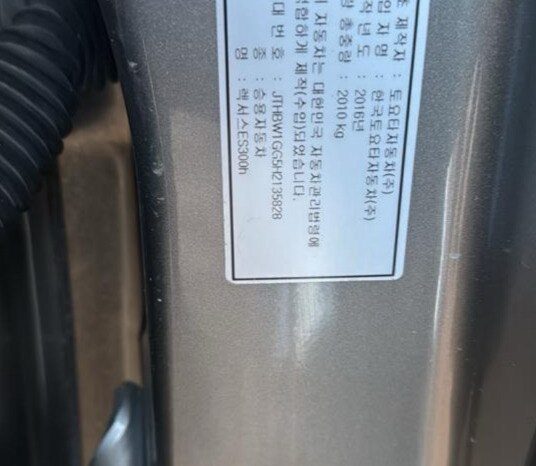 조 제작자 : 토요타자동차(주)
입자 명 : 한국토요타자동차(주)
작년도 : 2016년
량 총중량 : 2010 kg
이 자동차는 대한민국 자동차관리법령에
적합하게 제작(수입)되었습니다.
대 번 호 : JTHBW1GG5H2135828
종 : 승용자동차
명 : 렉서스ES300h